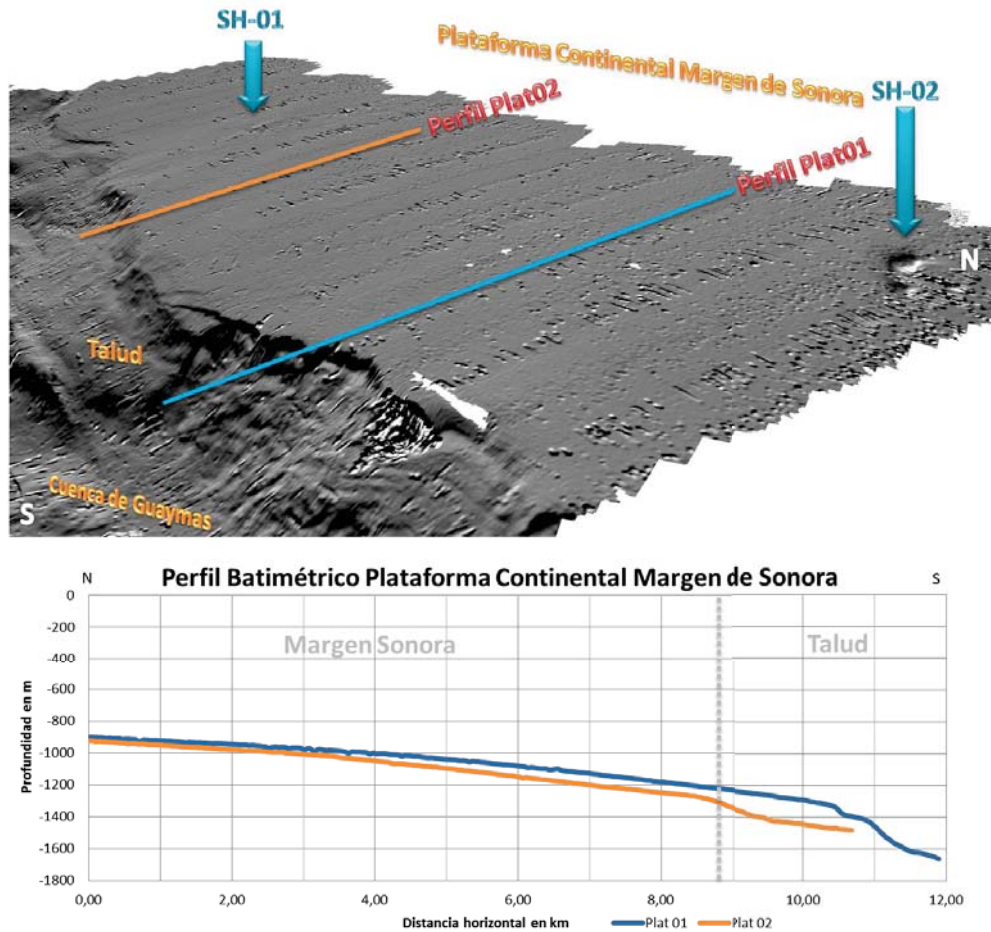 SH-01
Plataforma Continental Margen de Sonora
SH-02
Perfil Plat02
Perfil Plat01
N
Talud
Cuenca de Guaymas
S
N
Perfil Batimétrico Plataforma Continental Margen de Sonora
S
Margen Sonora
Talud
Profundidad en m
0
-200
-400
-600
-800
-1000
-1200
-1400
-1600
-1800
0,00
2,00
4,00
6,00
8,00
10,00
12,00
Distancia horizontal en km
Plat 01
Plat 02